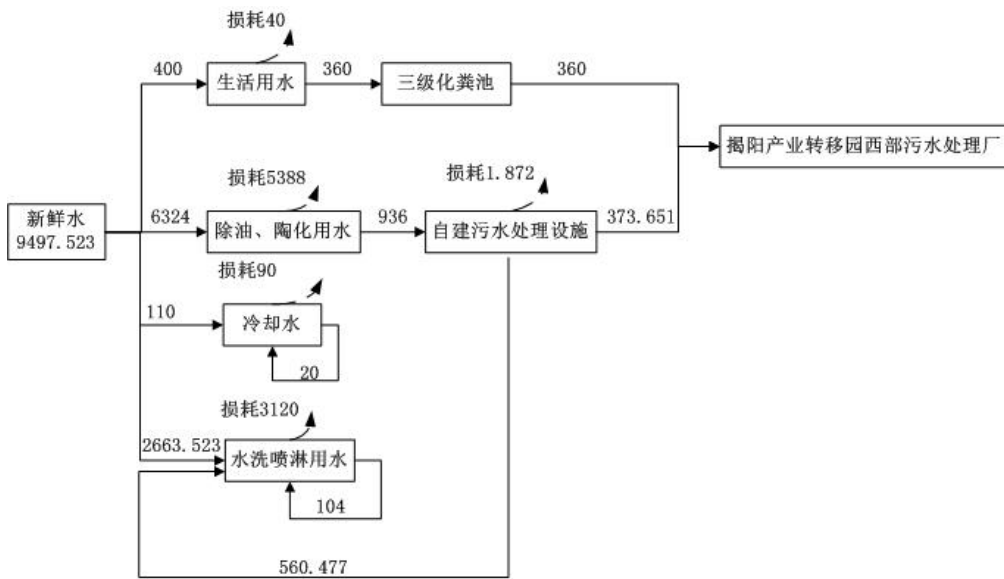 损耗40
400
生活用水
360
三级化粪池
360
揭阳产业转移园西部污水处理厂
损耗5388
损耗1.872
新鲜水
9497.523
6324
除油、陶化用水
936
自建污水处理设施
373.651
损耗90
110
冷却水
20
损耗3120
2663.523
水洗喷淋用水
104
560.477